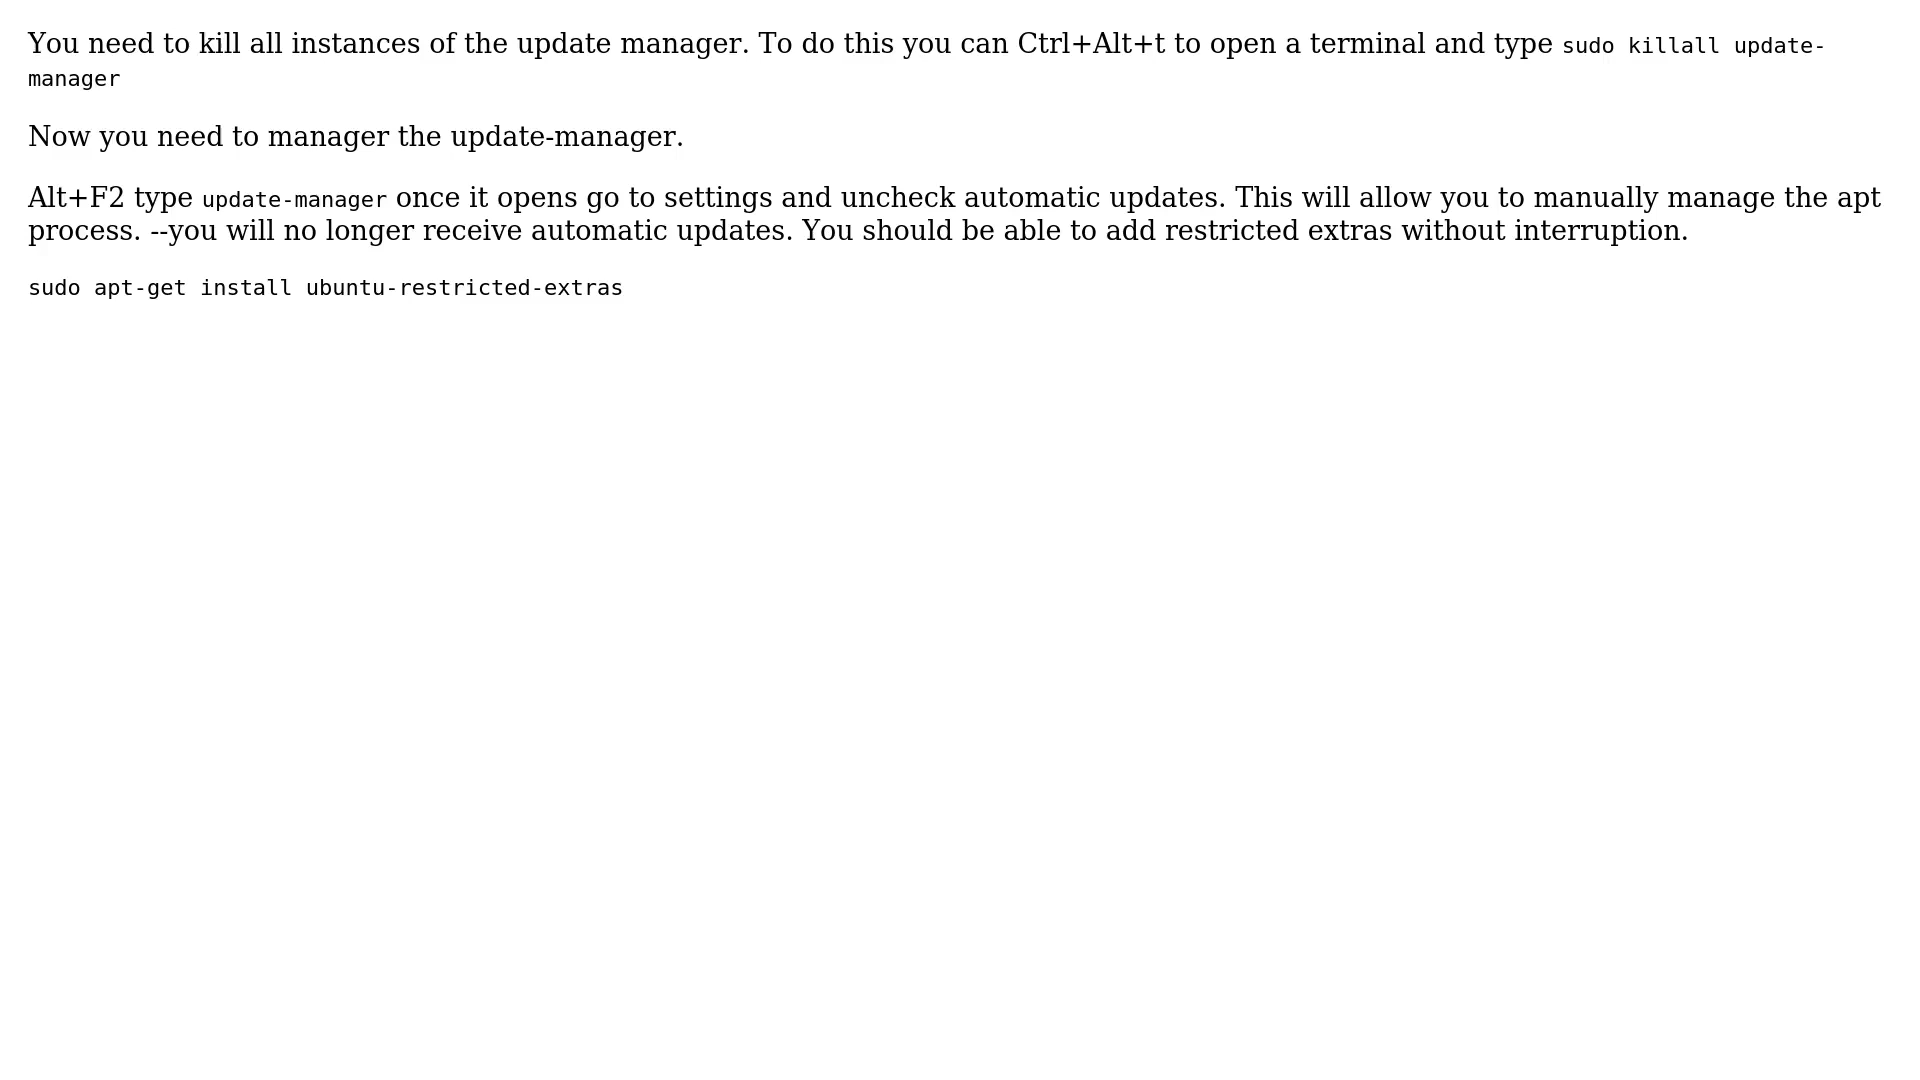 You need to kill all instances of the update manager. To do this you can Ctrl+Alt+t to open a terminal and type sudo killall update-
manager
Now you need to manager the update-manager.
Alt+F2 type update-manager once it opens go to settings and uncheck automatic updates. This will allow you to manually manage the apt
process. --you will no longer receive automatic updates. You should be able to add restricted extras without interruption.
sudo apt-get install ubuntu-restricted-extras